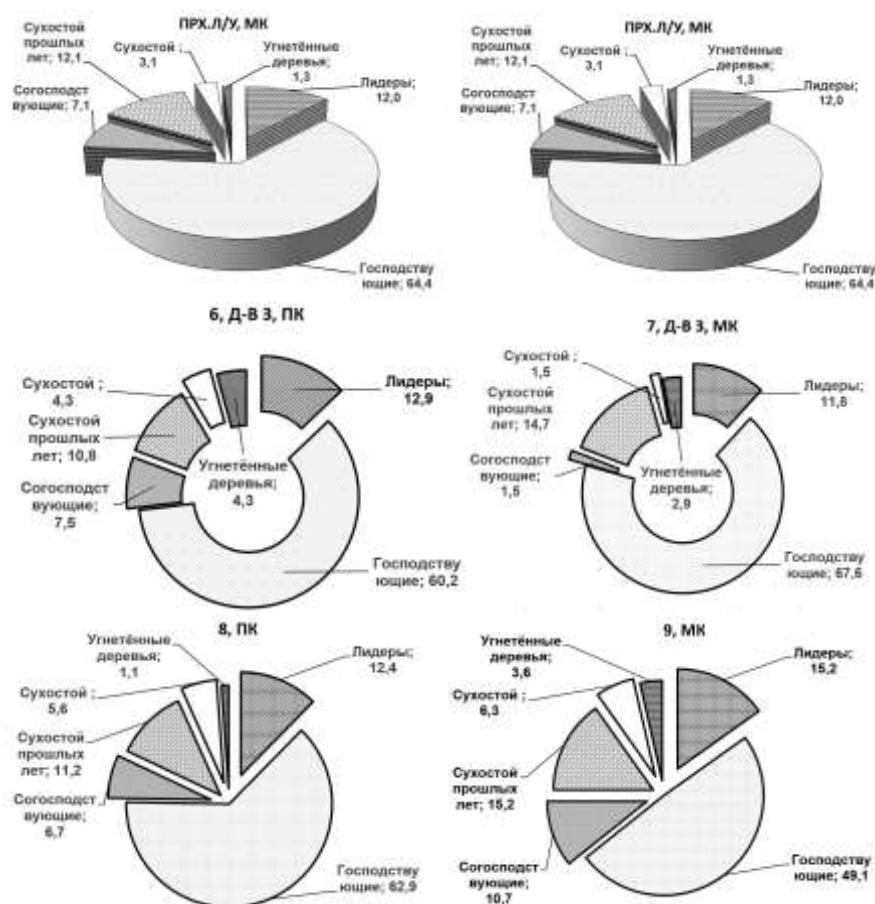 ПРХ.Л/У, МК
Сухостой
прошлых
лет; 12,1
Сухостой ;
3,1
Угнетённые
деревья;
1,3
Лидеры;
12,0
Согосподст
вующие; 7,1
Господству
ющие; 64,4
ПРХ.Л/У, МК
Сухостой
прошлых
лет; 12,1
Сухостой ;
3,1
Угнетённые
деревья;
1,3
Лидеры;
12,0
Согосподст
вующие; 7,1
Господству
ющие; 64,4
6, Д-В 3, ПК
Сухостой ;
4,3
Лидеры;
12,9
Сухостой
прошлых
лет; 10,8
Угнетённые
деревья;
4,3
Согосподст
вующие;
7,5
Господству
ющие; 60,2
7, Д-В 3, МК
Сухостой ;
1,5
Лидеры;
11,8
Сухостой
прошлых
лет; 14,7
Согосподст
вующие;
1,5
Угнетённые
деревья;
2,9
Господству
ющие; 67,6
8, ПК
Угнетённые
деревья;
1,1
Лидеры;
12,4
Сухостой ;
5,6
Сухостой
прошлых
лет; 11,2
Согосподст
вующие;
6,7
Господству
ющие; 62,9
9, МК
Угнетённые
деревья;
3,6
Лидеры;
15,2
Сухостой ;
6,3
Сухостой
прошлых
лет; 15,2
Согосподст
вующие;
10,7
Господству
ющие; 49,1